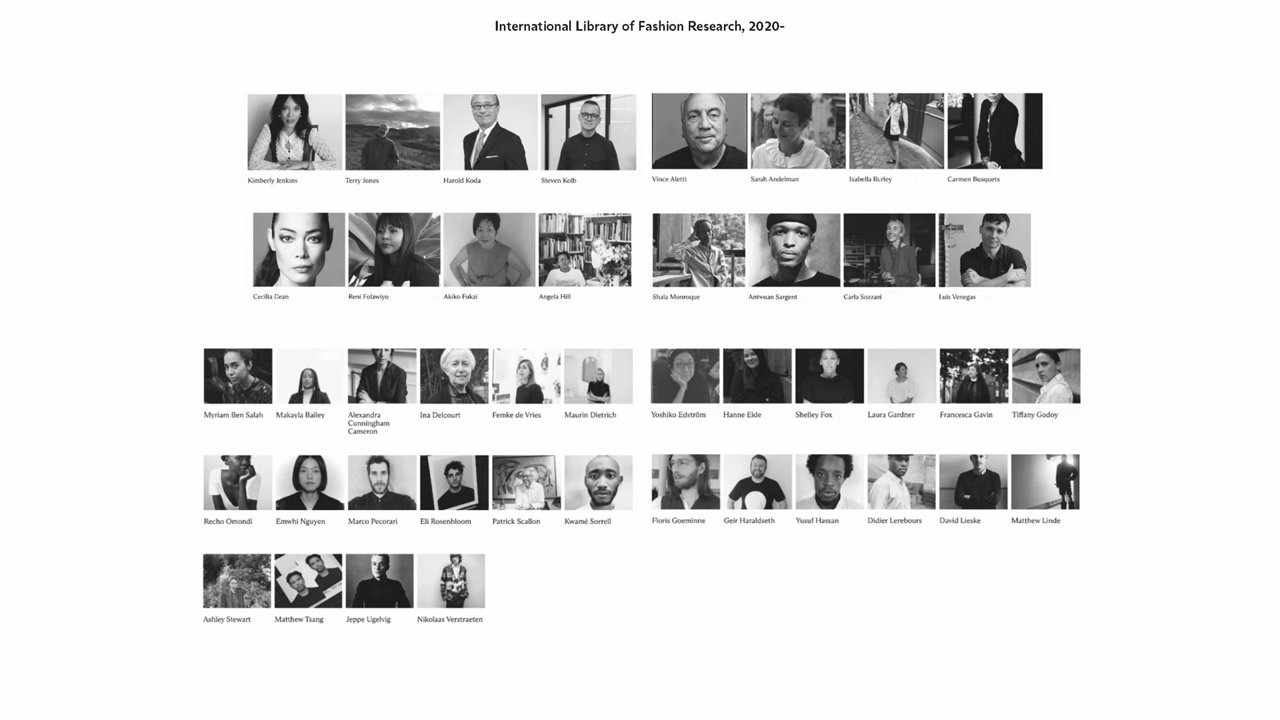 International Library of Fashion Research, 2020-
Kimberly Jenkins
Terry Jones
Harold Koda
Steven Kolb
Vince Aletti
Sarah Andelman
Isabella Burley
Carmen Busquets
Cecilia Dean
Reni Folawiyo
Akiko Fukai
Angela Hill
Shala Monroque
Antwaun Sargent
Carla Sozzani
Luis Venegas
Myriam Ben Salah
Makayla Bailey
Alexandra
Cunningham
Cameron
Ina Delcourt
Femke de Vries
Maurin Dietrich
Yoshiko Edström
Hanne Eide
Shelley Fox
Laura Gardner
Francesca Gavin
Tiffany Godoy
Recho Omondi
Emwhi Nguyen
Marco Pecorari
Eli Rosenbloom
Patrick Scallon
Kwamé Sorrell
Floris Goeminne
Geir Haraldseth
Yusuf Hassan
Didier Lerebours
David Lieske
Matthew Linde
Ashley Stewart
Matthew Tsang
Jeppe Ugelvig
Nikolaas Verstraeten